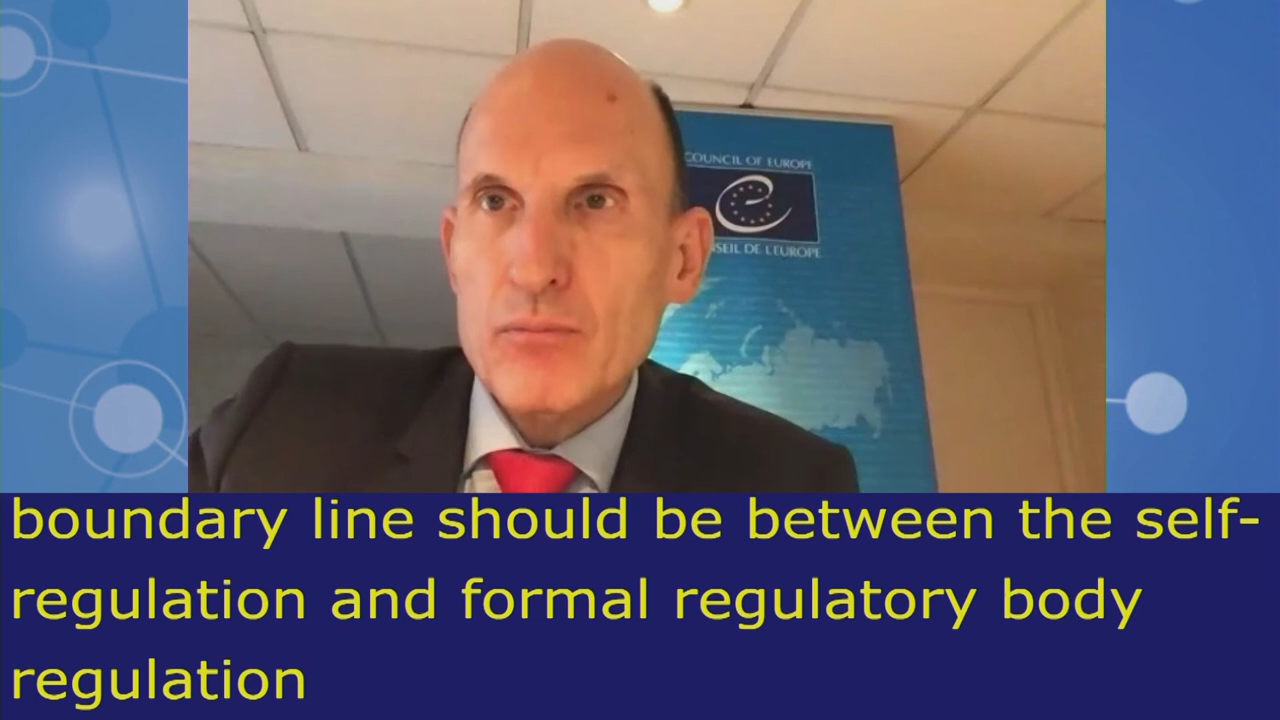 COUNCIL OF EUROPE
SEIL DE L'EUROPE
boundary line should be between the self-
regulation and formal regulatory body
regulation